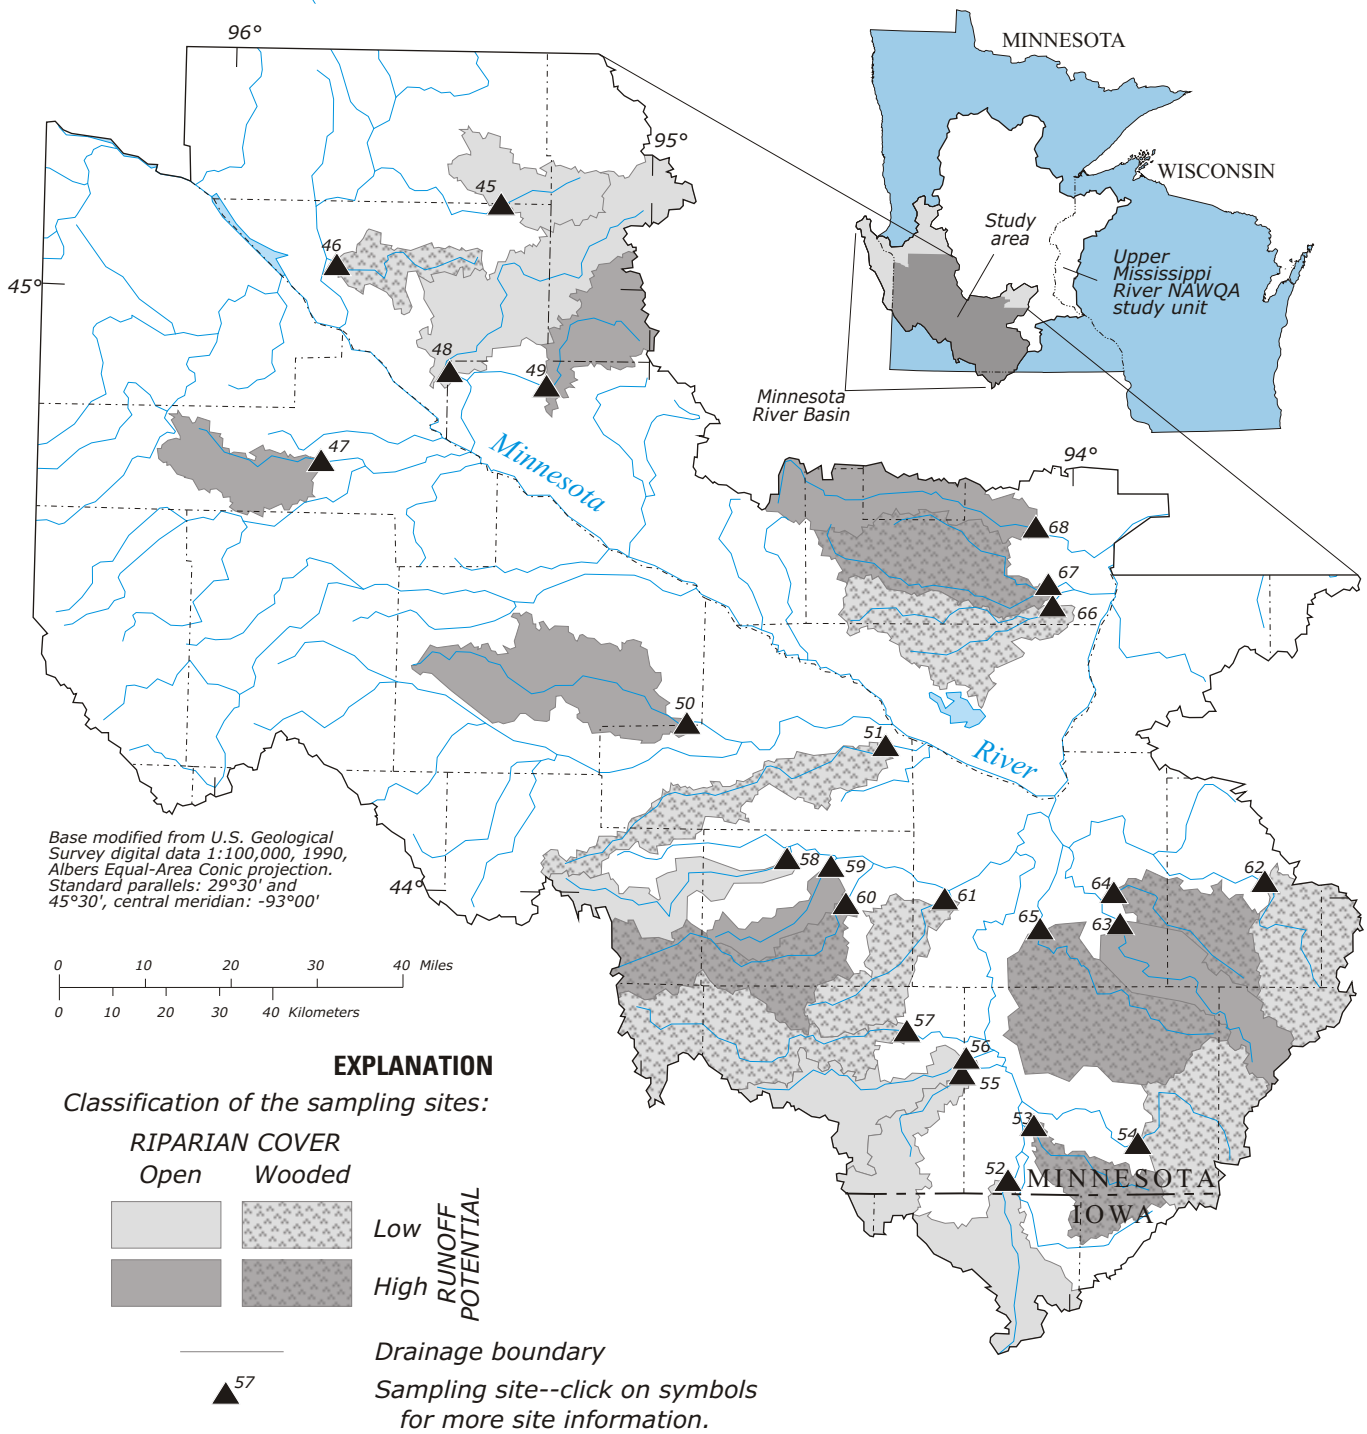 96°
MINNESOTA
95°
WISCONSIN
45
Study
area
46
Upper
Mississippi
River NAWQA
study unit
45°
48
49
Minnesota
River Basin
47
Minnesota
94°
68
67
66
50
51
River
Base modified from U.S. Geological
Survey digital data 1:100,000, 1990,
Albers Equal-Area Conic projection.
Standard parallels: 29°30' and
45°30', central meridian: -93°00'
44°
58
59
60
61
62
64
63
65
0 10 20 30 40 Miles
0 10 20 30 40 Kilometers
57
56
55
53
54
52
MINNESOTA
IOWA
EXPLANATION
Classification of the sampling sites:
RIPARIAN COVER
Open Wooded
Low
High
RUNOFF
POTENTIAL
Drainage boundary
57
Sampling site--click on symbols
for more site information.